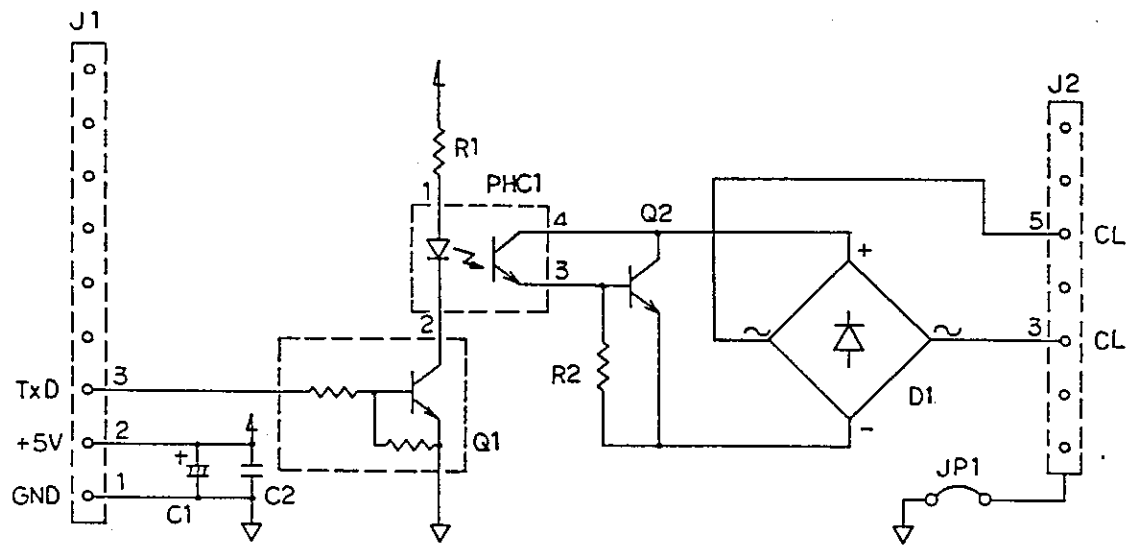 J1
J2
R1
PHC1
1
4
Q2
5
CL
+
3
2
~
~
3
CL
R2
TxD
3
D1
+5V
2
Q1
-
+
JP1
GND
1
C1
C2